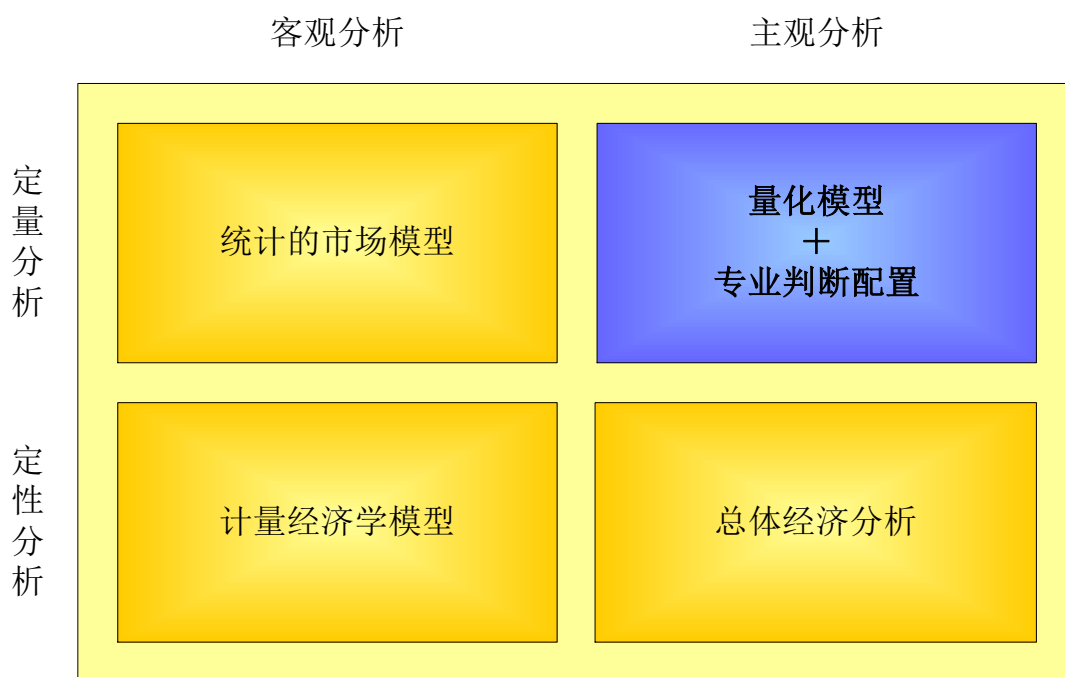 客观分析
主观分析
定量分析
统计的市场模型
量化模型
+
专业判断配置
定性分析
计量经济学模型
总体经济分析